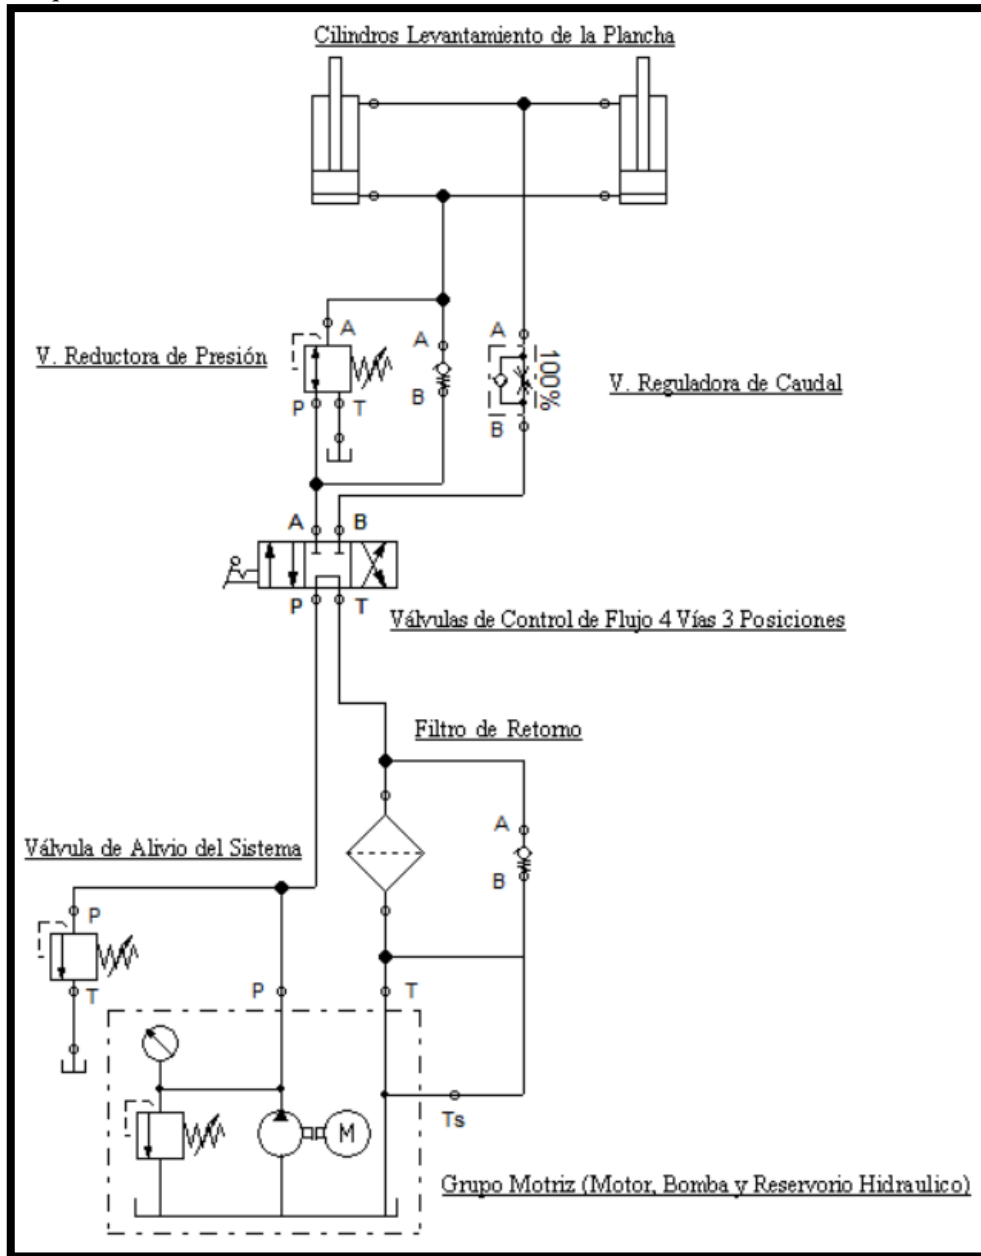 Cilindros Levantamiento de la Plancha
A
V. Reductora de Presión
P
T
A
B
A
100%
B
V. Reguladora de Caudal
A
B
P
T
Válvulas de Control de Flujo 4 Vías 3 Posiciones
Filtro de Retorno
A
B
Válvula de Alivio del Sistema
P
T
P
T
M
Ts
Grupo Motriz (Motor, Bomba y Reservorio Hidraulico)